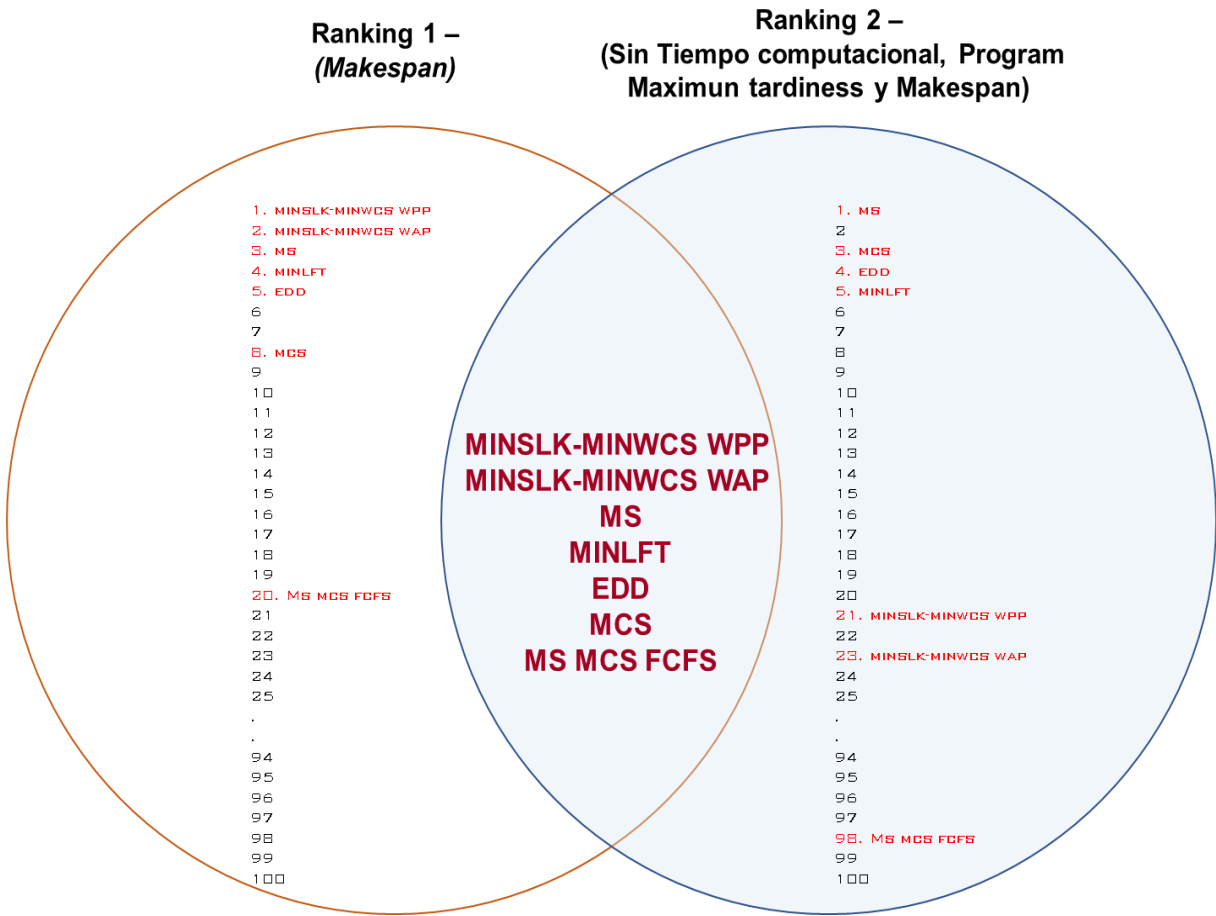 Ranking 1 –
(Makespan)
Ranking 2 –
(Sin Tiempo computacional, Program
Maximun tardiness y Makespan)
1. MINSLK-MINWCS WPP
2. MINSLK-MINWCS WAP
3. MS
4. MINLFT
5. EDD
6
7
8. MCS
9
10
11
12
13
14
15
16
17
18
19
20. MS MCS FCFS
21
22
23
24
25
.
.
94
95
96
97
98
99
100
MINSLK-MINWCS WPP
MINSLK-MINWCS WAP
MS
MINLFT
EDD
MCS
MS MCS FCFS
1. MS
2
3. MCS
4. EDD
5. MINLFT
6
7
8
9
10
11
12
13
14
15
16
17
18
19
20
21. MINSLK-MINWCS WPP
22
23. MINSLK-MINWCS WAP
24
25
.
.
94
95
96
97
98. MS MCS FCFS
99
100